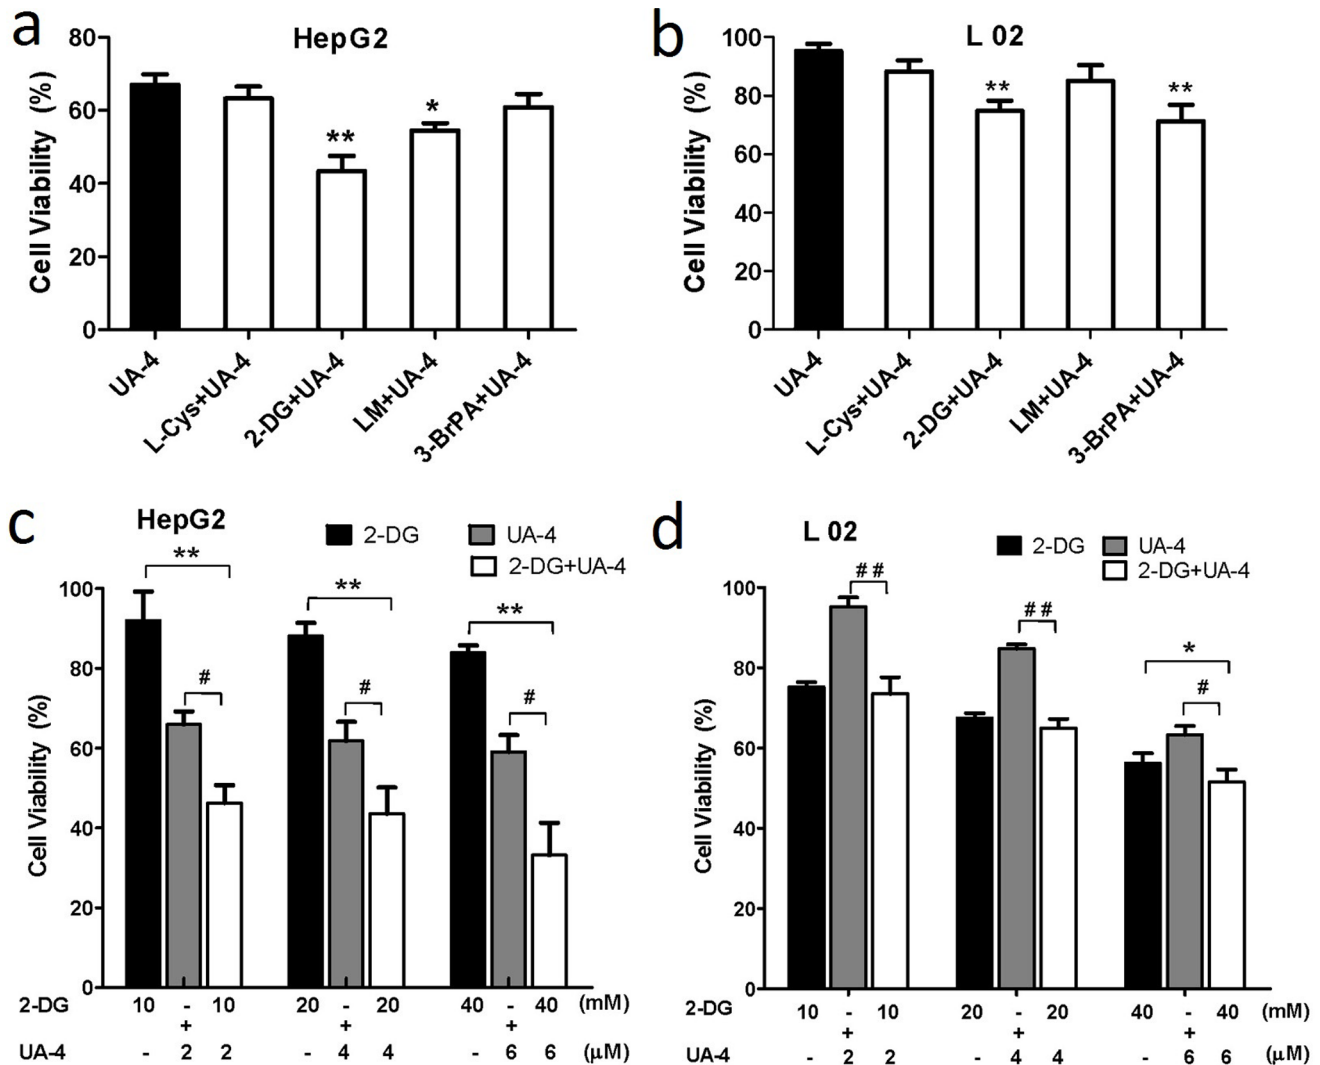 a
HepG2
Cell Viability (%)
80
60
40
20
0
**
*
UA-4
L-Cys+UA-4
2-DG+UA-4
LM+UA-4
3-BrPA+UA-4
b
L 02
Cell Viability (%)
100
80
60
40
20
0
**
**
UA-4
L-Cys+UA-4
2-DG+UA-4
LM+UA-4
3-BrPA+UA-4
c
HepG2
2-DG
UA-4
2-DG+UA-4
Cell Viability (%)
100
80
60
40
20
0
**
#
**
#
**
#
2-DG 10 - 10 20 - 20 40 - 40 (mM)
+ + +
UA-4 - 2 2 - 4 4 - 6 6 (μM)
d
L 02
2-DG
UA-4
2-DG+UA-4
Cell Viability (%)
100
80
60
40
20
0
##
##
*
#
2-DG 10 - 10 20 - 20 40 - 40 (mM)
+ + +
UA-4 - 2 2 - 4 4 - 6 6 (μM)